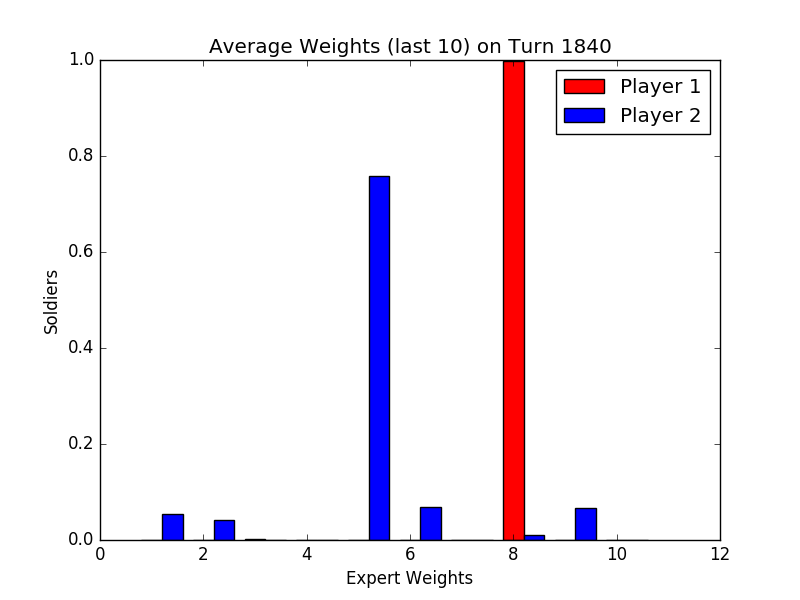 Average Weights (last 10) on Turn 1840
1.0
0.8
0.6
0.4
0.2
0.0
Soldiers
Player 1
Player 2
0 2 4 6 8 10 12
Expert Weights